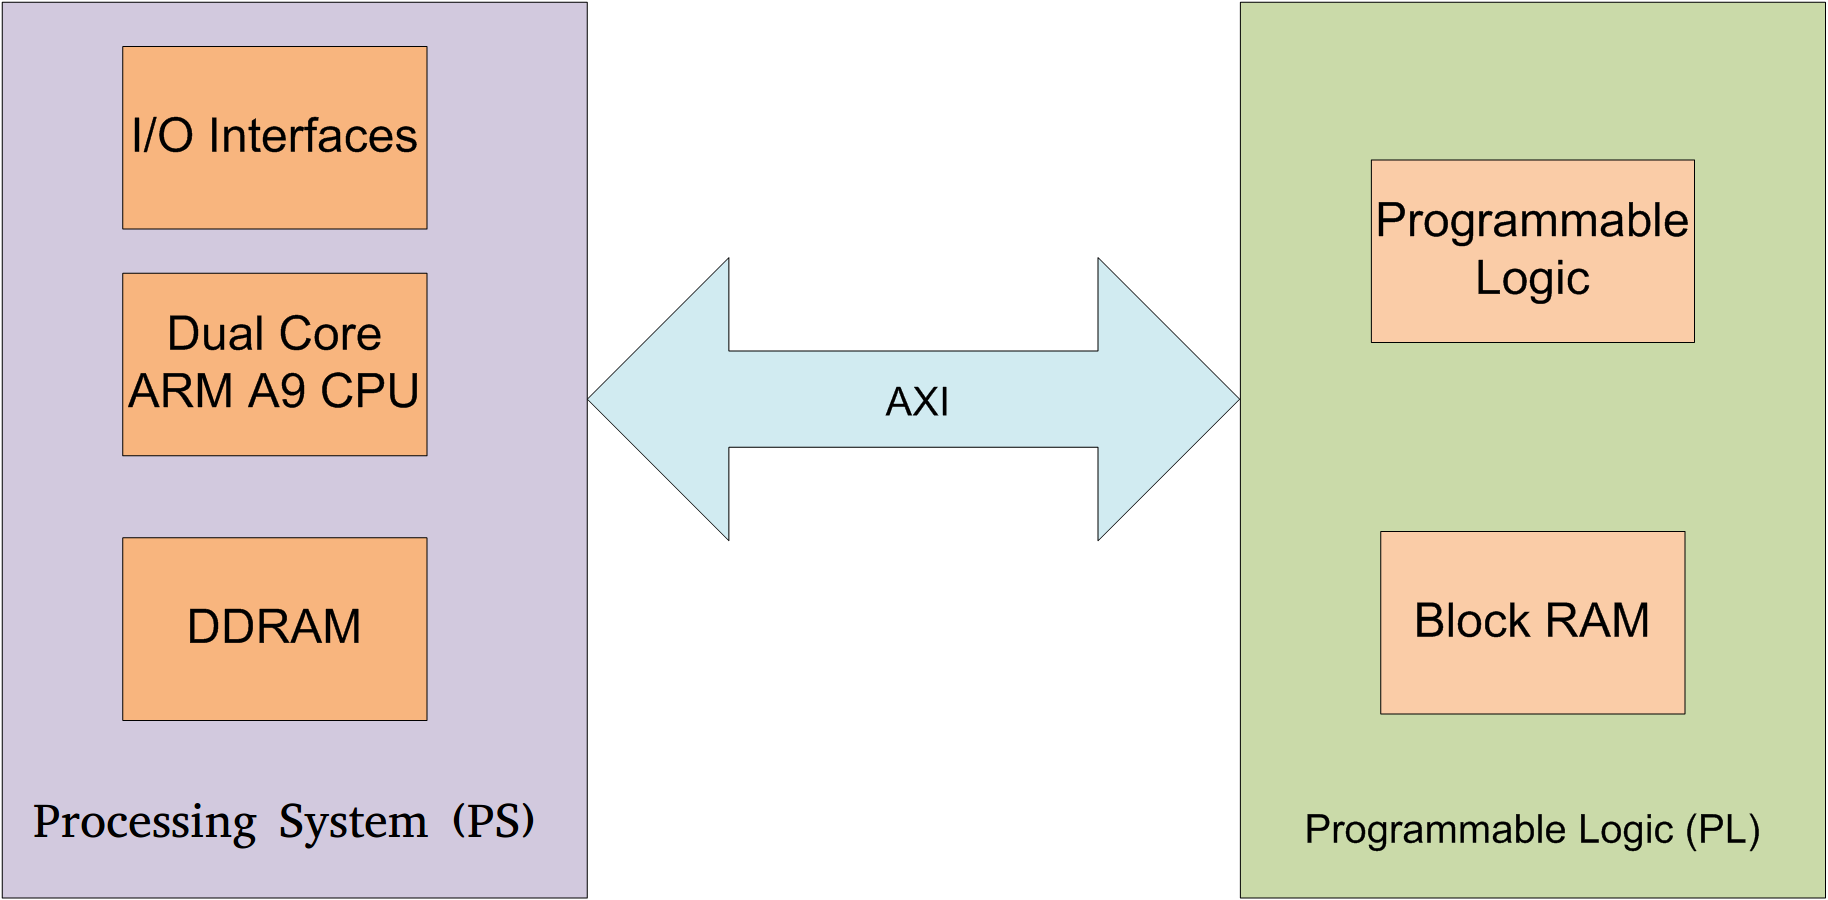 I/O Interfaces
Dual Core
ARM A9 CPU
DDRAM
Processing System (PS)
AXI
Programmable
Logic
Block RAM
Programmable Logic (PL)